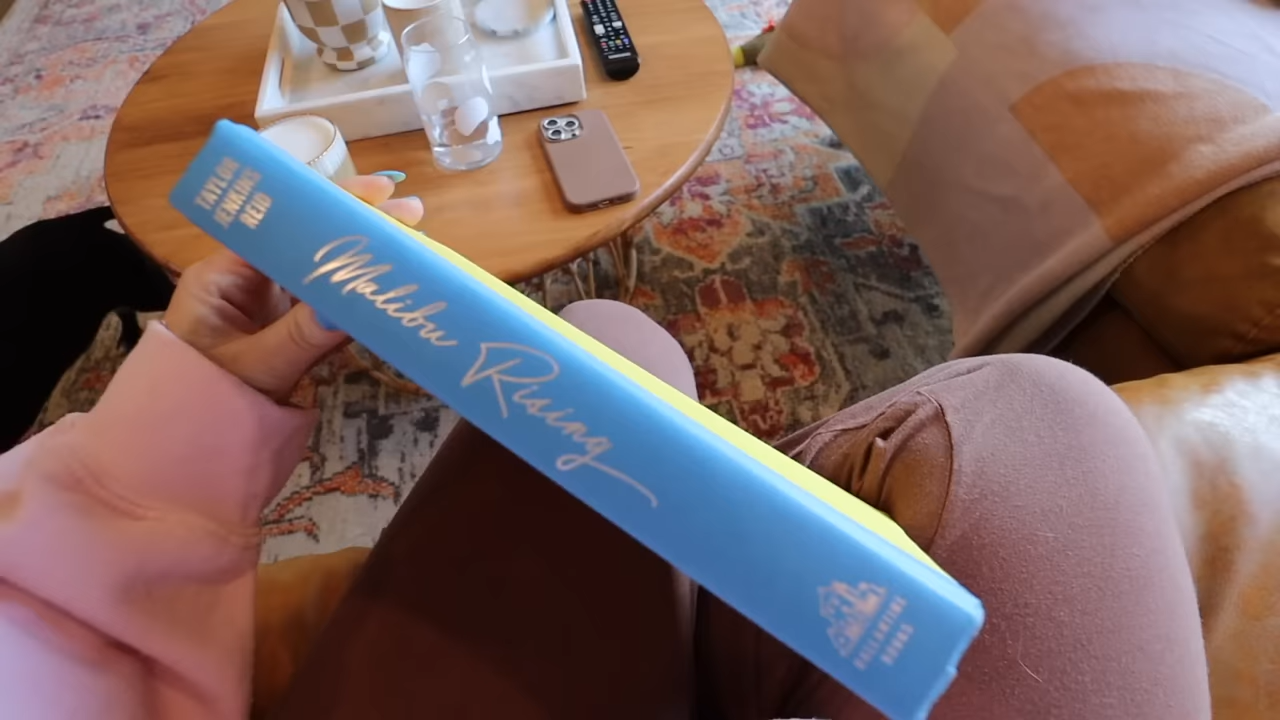 TAYLOR
JENKINS
REID
Malibu Rising
BALLANTINE
BOOKS